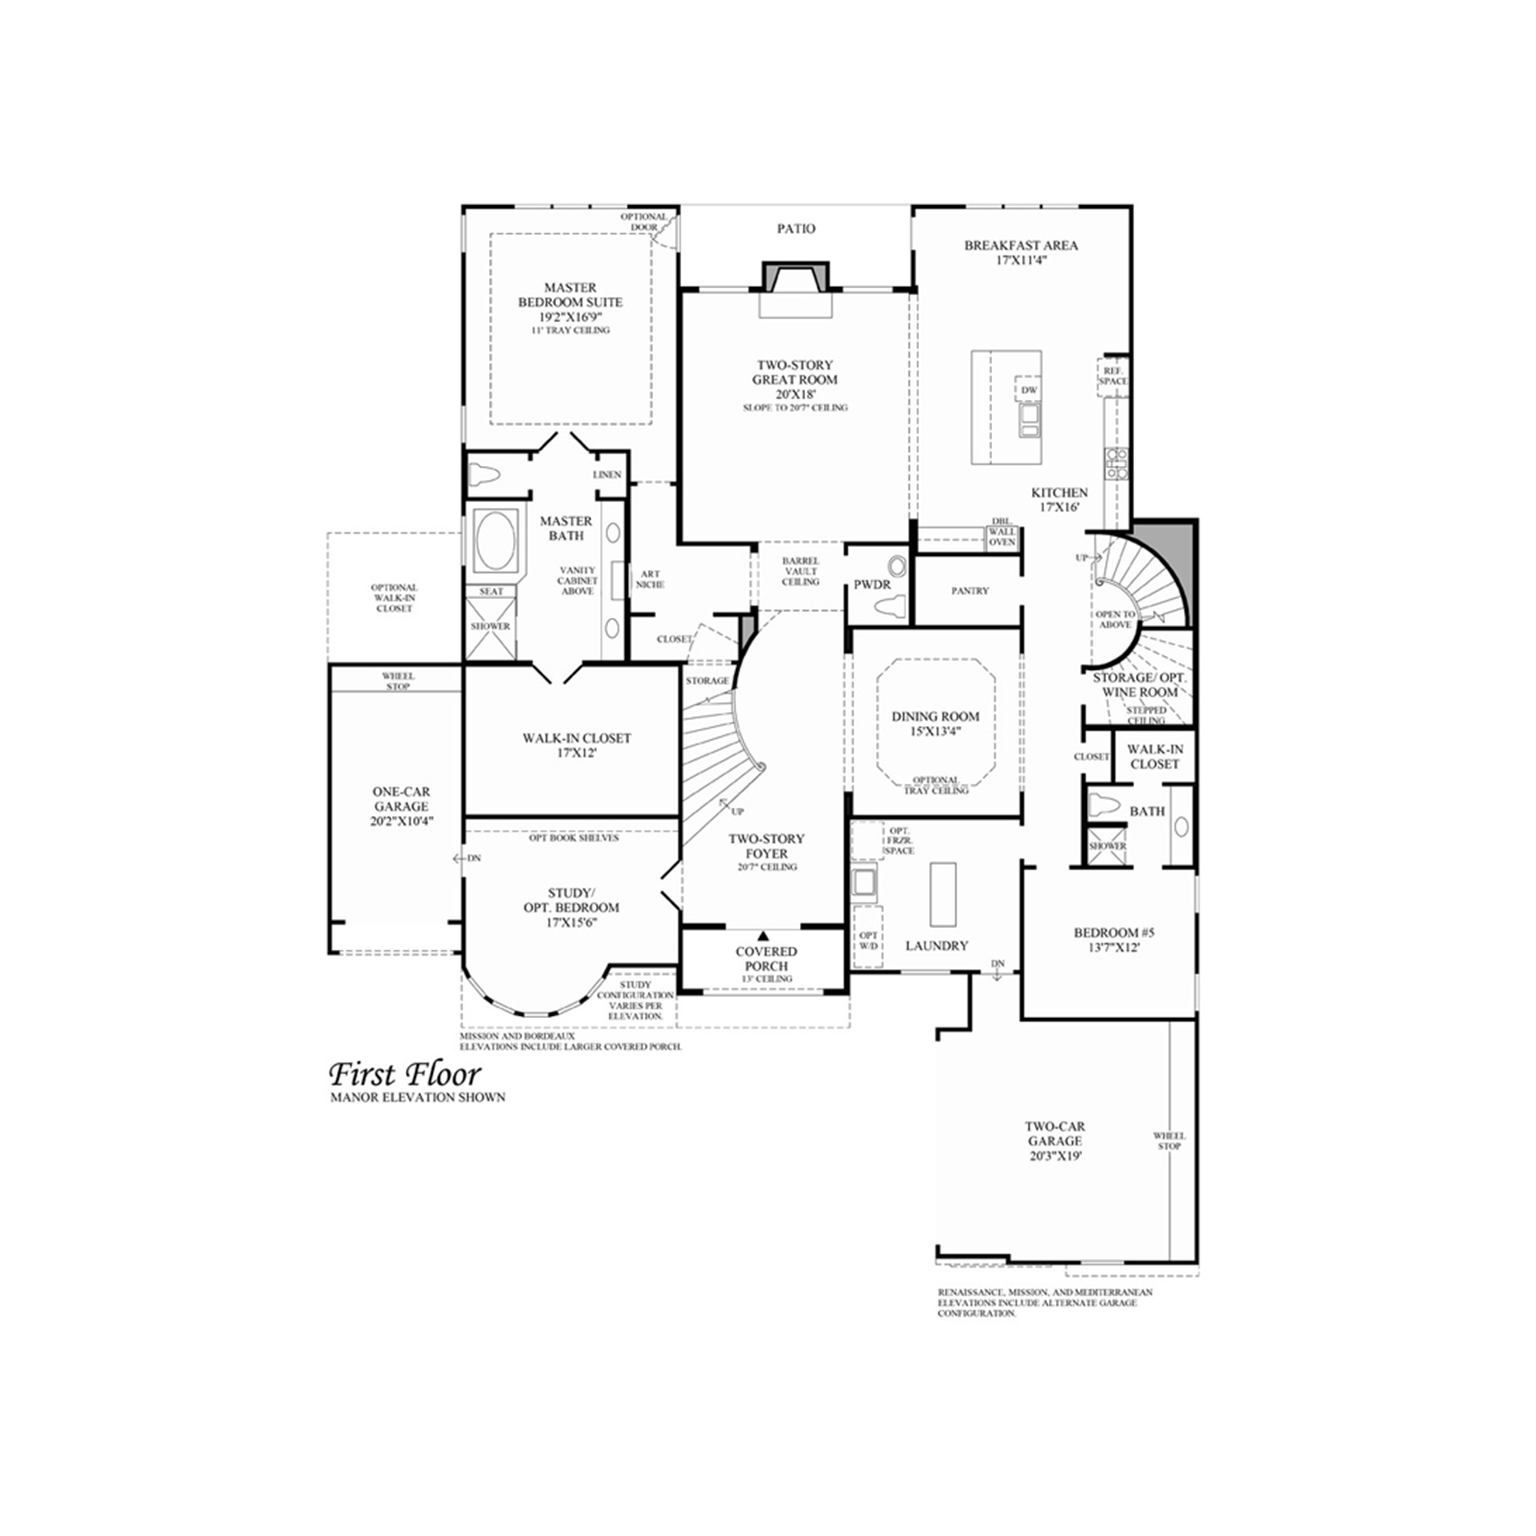 OPTIONAL
DOOR
PATIO
BREAKFAST AREA
17'X11'4"
MASTER
BEDROOM SUITE
19'2"X16'9"
11' TRAY CEILING
TWO-STORY
GREAT ROOM
20'X18'
SLOPE TO 20'7" CEILING
REF.
SPACE
DW
LINEN
KITCHEN
17'X16'
MASTER
BATH
DBL.
WALL
OVEN
VANITY
CABINET
ABOVE
ART
NICHE
BARREL
VAULT
CEILING
PWDR
PANTRY
UP
OPEN TO
ABOVE
OPTIONAL
WALK-IN
CLOSET
SEAT
SHOWER
CLOSET
STORAGE
WHEEL
STOP
STORAGE/ OPT.
WINE ROOM
STEPPED
CEILING
DINING ROOM
15'X13'4"
OPTIONAL
TRAY CEILING
WALK-IN CLOSET
17'X12'
CLOSET
WALK-IN
CLOSET
ONE-CAR
GARAGE
20'2"X10'4"
UP
BATH
SHOWER
OPT BOOK SHELVES
TWO-STORY
FOYER
20'7" CEILING
OPT.
FRZR.
SPACE
DN
STUDY/
OPT. BEDROOM
17'X15'6"
OPT
W/D
LAUNDRY
BEDROOM #5
13'7"X12'
COVERED
PORCH
13' CEILING
DN
STUDY
CONFIGURATION
VARIES PER
ELEVATION.
MISSION AND BORDEAUX
ELEVATIONS INCLUDE LARGER COVERED PORCH.
First Floor
MANOR ELEVATION SHOWN
TWO-CAR
GARAGE
20'3"X19'
WHEEL
STOP
RENAISSANCE, MISSION, AND MEDITERRANEAN
ELEVATIONS INCLUDE ALTERNATE GARAGE
CONFIGURATION.